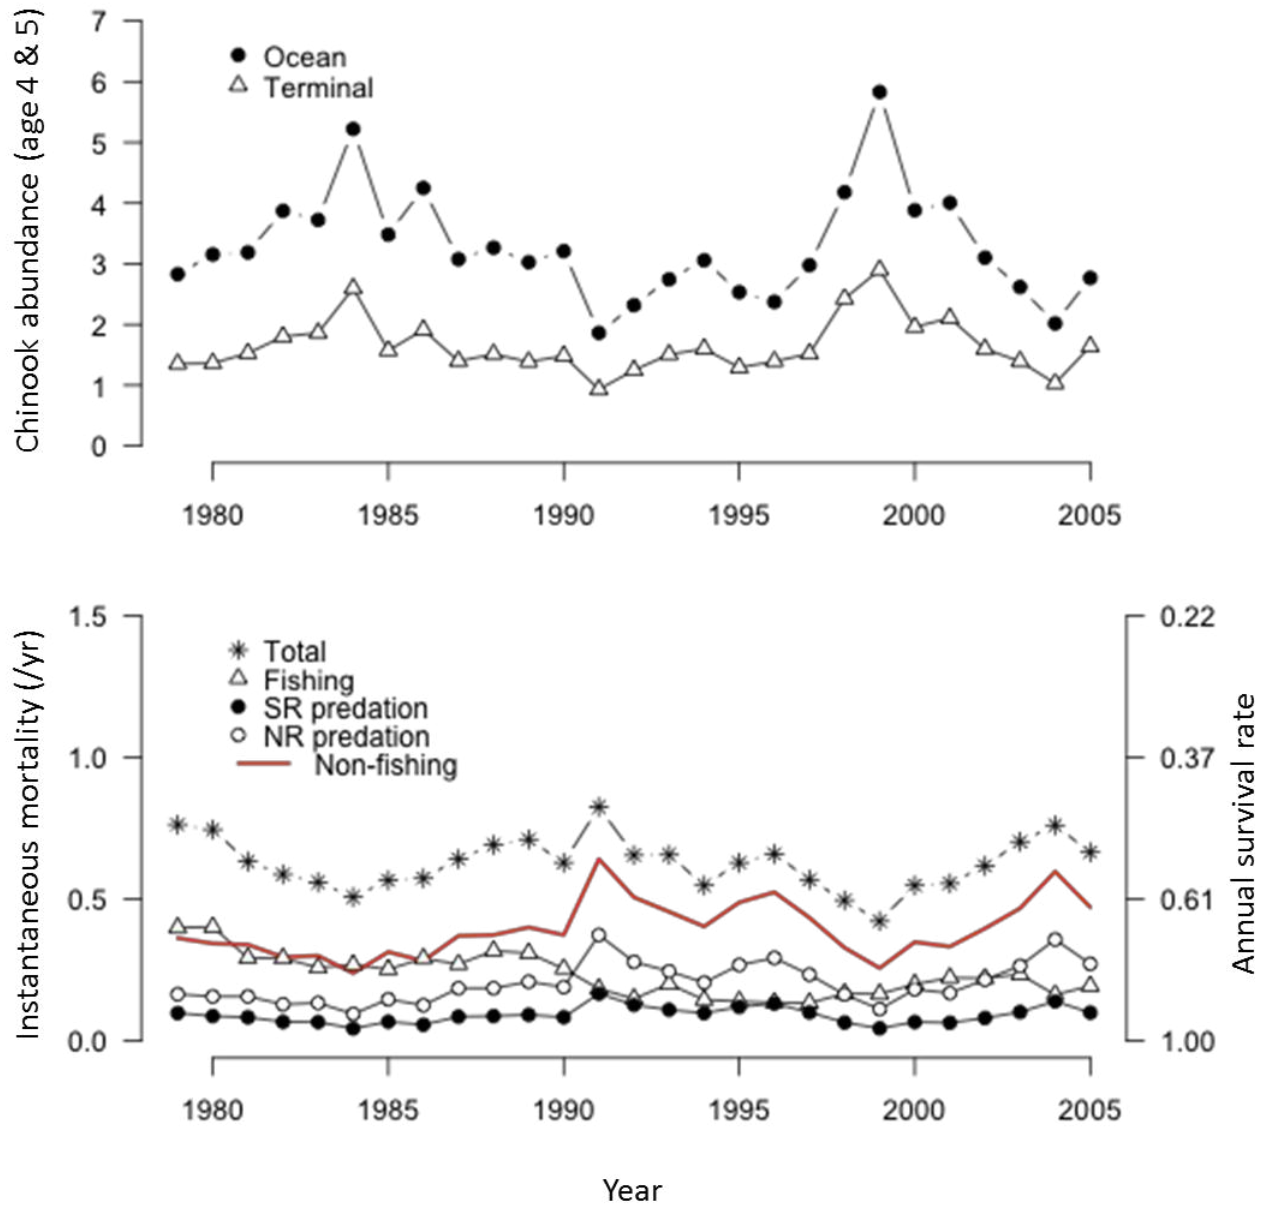 Chinook abundance (age 4 & 5)
7
6
5
4
3
2
1
0
Ocean
Terminal
1980 1985 1990 1995 2000 2005
Instantaneous mortality (/yr)
1.5
1.0
0.5
0.0
Total
Fishing
SR predation
NR predation
Non-fishing
0.22
0.37
0.61
1.00
Annual survival rate
1980 1985 1990 1995 2000 2005
Year